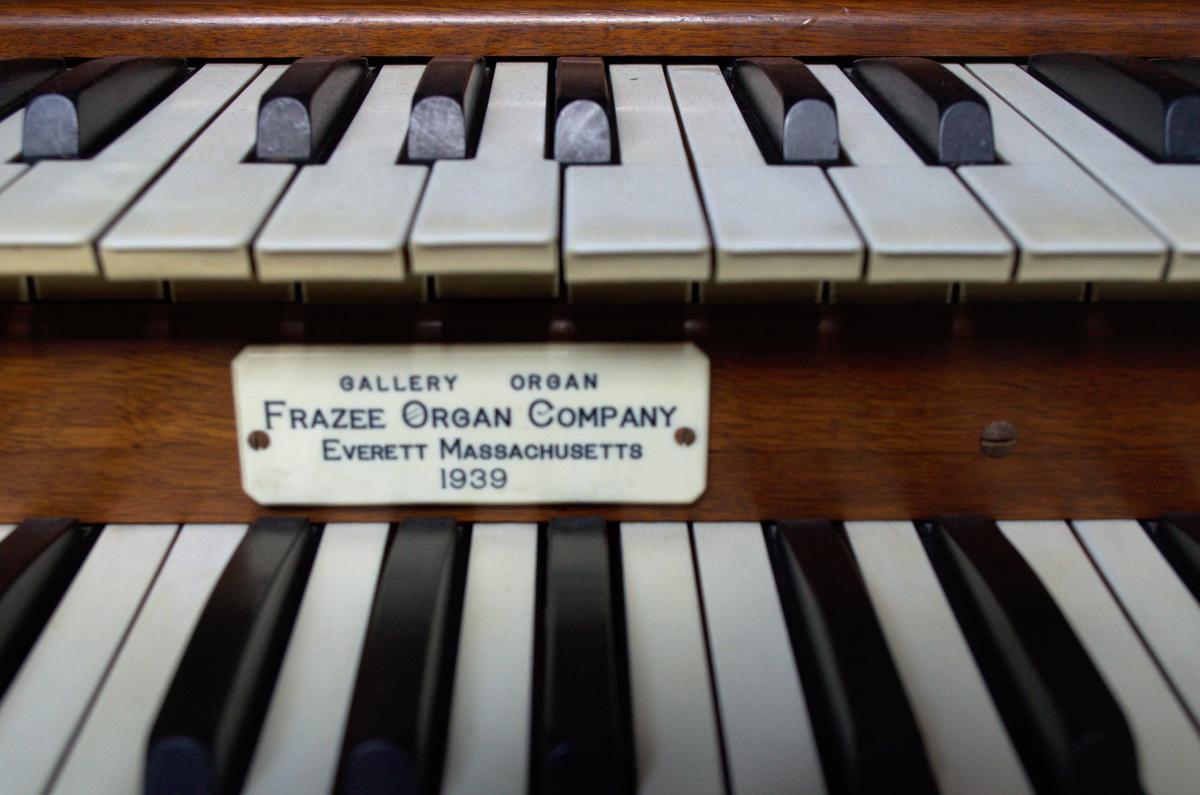 GALLERY ORGAN
FRAZEE ORGAN COMPANY
EVERETT MASSACHUSETTS
1939